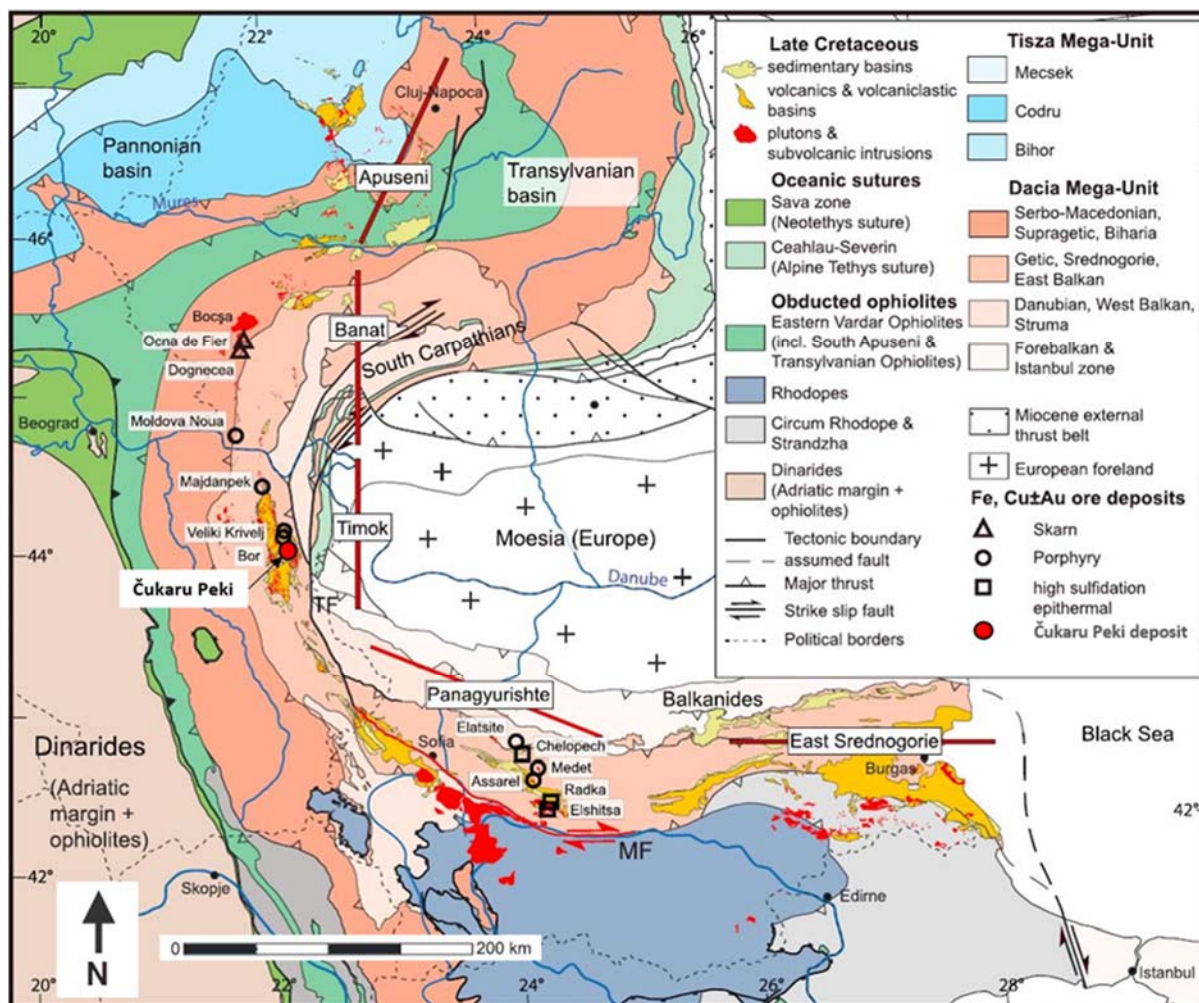 20°
22°
24°
26°
Cluj-Napoca
Pannonian
basin
Apuseni
Transylvanian
basin
Mures
46°
Bocşa
Ocna de Fier
Dognecea
Banat
South Carpathians
Moldova Noua
Beograd
Majdanpek
Veliki Krivelj
Bor
Timok
44°
Moesia (Europe)
Čukaru Peki
Danube
TF
Panagyurishte
Balkanides
Elatsite
Sofia
Chelopech
Medet
Assarel
Radka
Elshitsa
East Srednogorie
Burgas
Black Sea
Dinarides
(Adriatic
margin +
ophiolites)
42°
MF
42°
Skopje
Edirne
N
0
200 km
20°
22°
24°
26°
28°
Istanbul
Late Cretaceous
sedimentary basins
volcanics & volcaniclastic
basins
plutons &
subvolcanic intrusions
Oceanic sutures
Sava zone
(Neotethys suture)
Ceahlau-Severin
(Alpine Tethys suture)
Obducted ophiolites
Eastern Vardar Ophiolites
(incl. South Apuseni &
Transylvanian Ophiolites)
Rhodopes
Circum Rhodope &
Strandzha
Dinarides
(Adriatic margin +
ophiolites)
Tectonic boundary
assumed fault
Major thrust
Strike slip fault
Political borders
Tisza Mega-Unit
Mecsek
Codru
Bihor
Dacia Mega-Unit
Serbo-Macedonian,
Supragetic, Biharia
Getic, Srednogorie,
East Balkan
Danubian, West Balkan,
Struma
Forebalkan &
Istanbul zone
Miocene external
thrust belt
European foreland
Fe, Cu±Au ore deposits
Skarn
Porphyry
high sulfidation
epithermal
Čukaru Peki deposit